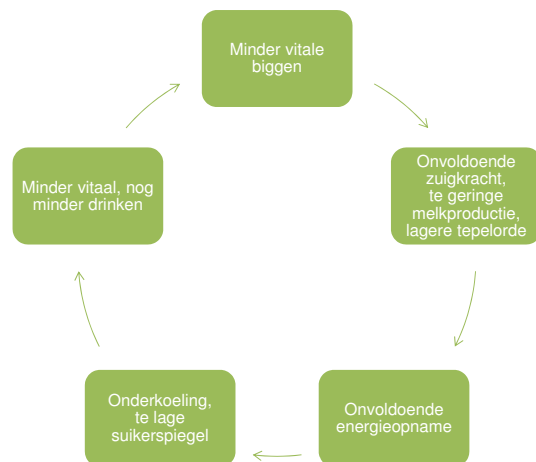 Minder vitale
biggen
Onvoldoende
zuigkracht,
te geringe
melkproductie,
lagere tepelorde
Onvoldoende
energieopname
Onderkoeling,
te lage
suikerspiegel
Minder vitaal, nog
minder drinken